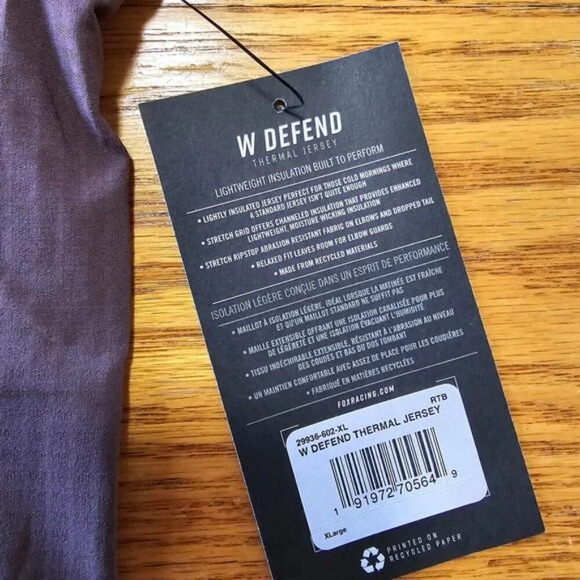 W DEFEND
THERMAL JERSEY
LIGHTWEIGHT INSULATION BUILT TO PERFORM
• LIGHTLY INSULATED JERSEY PERFECT FOR THOSE COLD MORNINGS WHERE
A STANDARD JERSEY ISN'T QUITE ENOUGH
• STRETCH GRID OFFERS CHANNELED INSULATION THAT PROVIDES ENHANCED
LIGHTWEIGHT, MOISTURE WICKING INSULATION
• STRETCH RIPSTOP ABRASION RESISTANT FABRIC ON ELBOWS AND DROPPED TAIL
• RELAXED FIT LEAVES ROOM FOR ELBOW GUARDS
• MADE FROM RECYCLED MATERIALS
ISOLATION LÉGÈRE CONÇUE DANS UN ESPRIT DE PERFORMANCE
• MAILLOT À ISOLATION LÉGÈRE, IDÉAL LORSQUE LA MATINÉE EST FRAÎCHE
ET QU'UN MAILLOT STANDARD NE SUFFIT PAS
• MAILLE EXTENSIBLE OFFRANT UNE ISOLATION CANALISÉE POUR PLUS
DE LÉGÈRETÉ ET UNE ISOLATION ÉVACUANT L'HUMIDITÉ
• TISSU INDÉCHIRABLE EXTENSIBLE, RÉSISTANT À L'ABRASION AU NIVEAU
DES COUDES ET BAS DU DOS TOMBANT
• UN MAINTIEN CONFORTABLE AVEC ASSEZ DE PLACE POUR LES COUDIÈRES
• FABRIQUÉ EN MATIÈRES RECYCLÉES
FOXRACING.COM
29936-602-XL RTB
W DEFEND THERMAL JERSEY
1 91972 70564 9
XLarge
PRINTED ON
RECYCLED PAPER